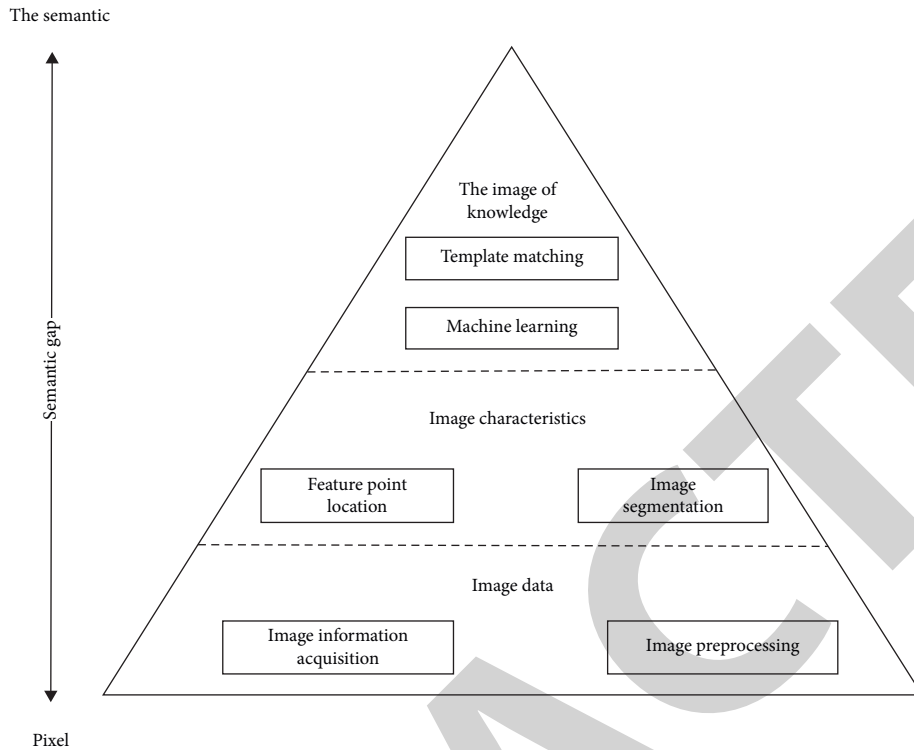 The semantic
Semantic gap
Pixel
The image of
knowledge
Template matching
Machine learning
Image characteristics
Feature point
location
Image
segmentation
Image data
Image information
acquisition
Image preprocessing
ACTE